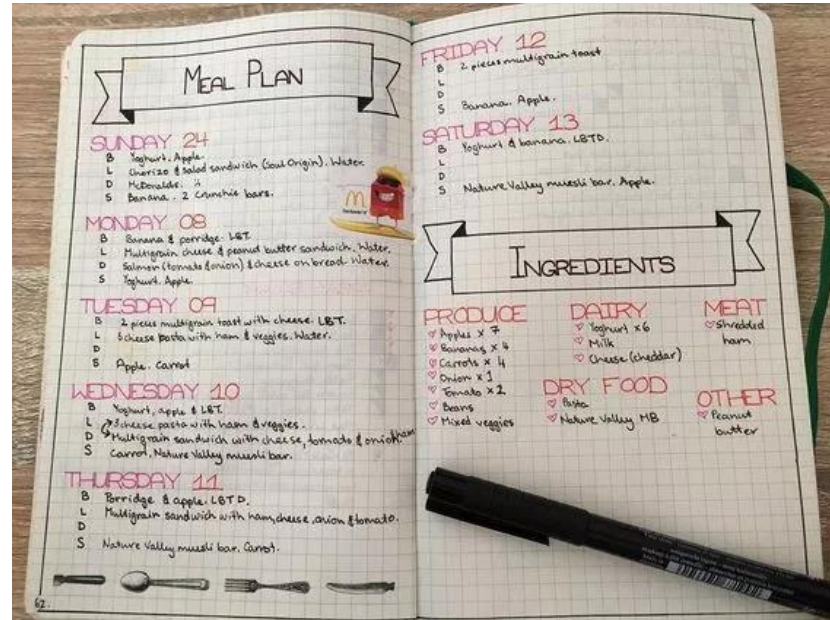 MEAL PLAN
SUNDAY 24
B Yoghurt. Apple.
L Chorizo & salad sandwich (Soul Origin). Water
D McDonalds.
S Banana. 2 Crunchie bars.
MONDAY 08
B Banana & porridge. LBT.
L Multigrain cheese & peanut butter sandwich. Water.
D Salmon (tomato & onion) & cheese on bread. Water.
S Yoghurt. Apple.
TUESDAY 09
B 2 pieces multigrain toast with cheese. LBT.
L 3 cheese pasta with ham & veggies. Water.
D
S Apple. Carrot
WEDNESDAY 10
B Yoghurt, apple & LBT.
L 3 cheese pasta with ham & veggies.
D Multigrain sandwich with cheese, tomato & onion ham
S Carrot. Nature Valley muesli bar.
THURSDAY 11
B Porridge & apple. LBTD.
L Multigrain sandwich with ham, cheese, onion & tomato.
D
S Nature Valley muesli bar. Carrot.
62.
FRIDAY 12
B 2 pieces multigrain toast
L
D
S Banana. Apple.
SATURDAY 13
B Yoghurt & banana. LBTD.
L
D
S Nature Valley muesli bar. Apple.
INGREDIENTS
PRODUCE
Apples x 7
Bananas x 4
Carrots x 4
Onion x 1
Tomato x 2
Beans
Mixed veggies
DAIRY
Yoghurt x 6
Milk
Cheese (cheddar)
DRY FOOD
Pasta
Nature Valley MB
MEAT
Shredded
ham
OTHER
Peanut
butter